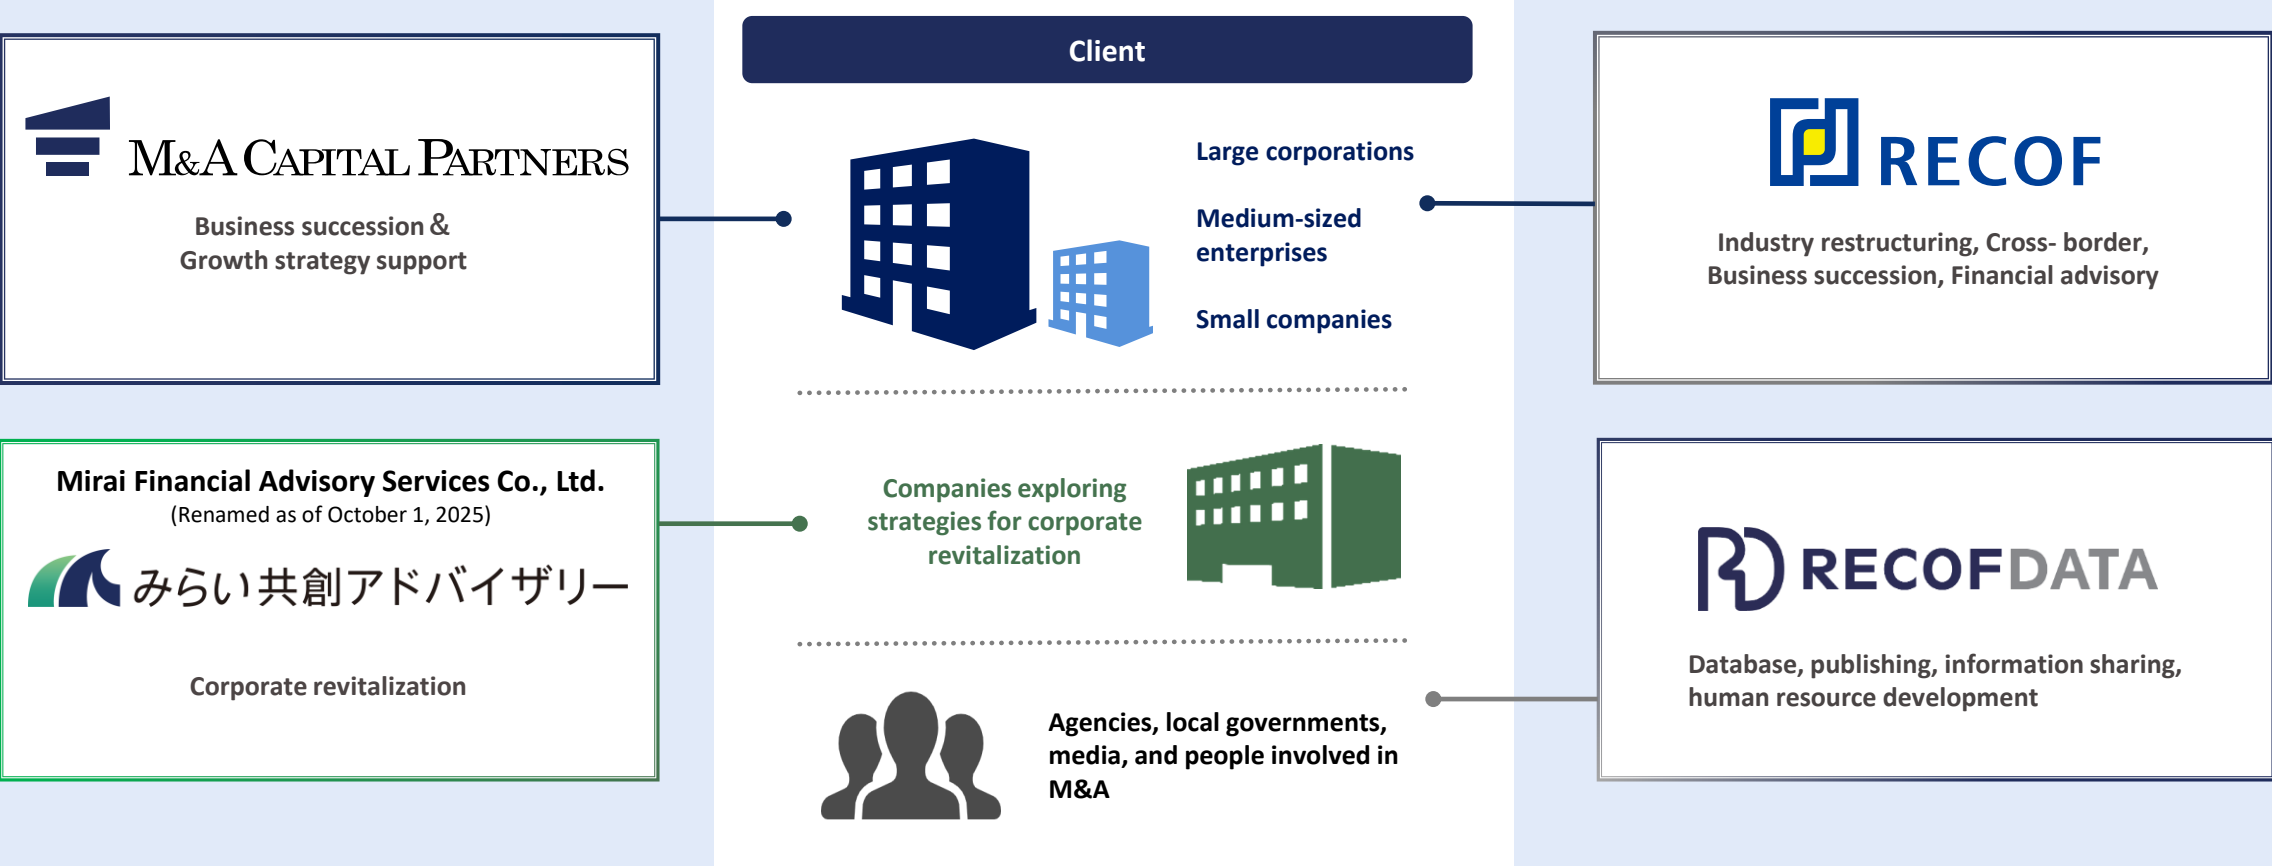 Client
M&A CAPITAL PARTNERS
Business succession &
Growth strategy support
Large corporations
Medium-sized
enterprises
Small companies
RECOF
Industry restructuring, Cross- border,
Business succession, Financial advisory
Mirai Financial Advisory Services Co., Ltd.
(Renamed as of October 1, 2025)
みらい共創アドバイザリー
Corporate revitalization
Companies exploring
strategies for corporate
revitalization
RECOFDATA
Database, publishing, information sharing,
human resource development
Agencies, local governments,
media, and people involved in
M&A